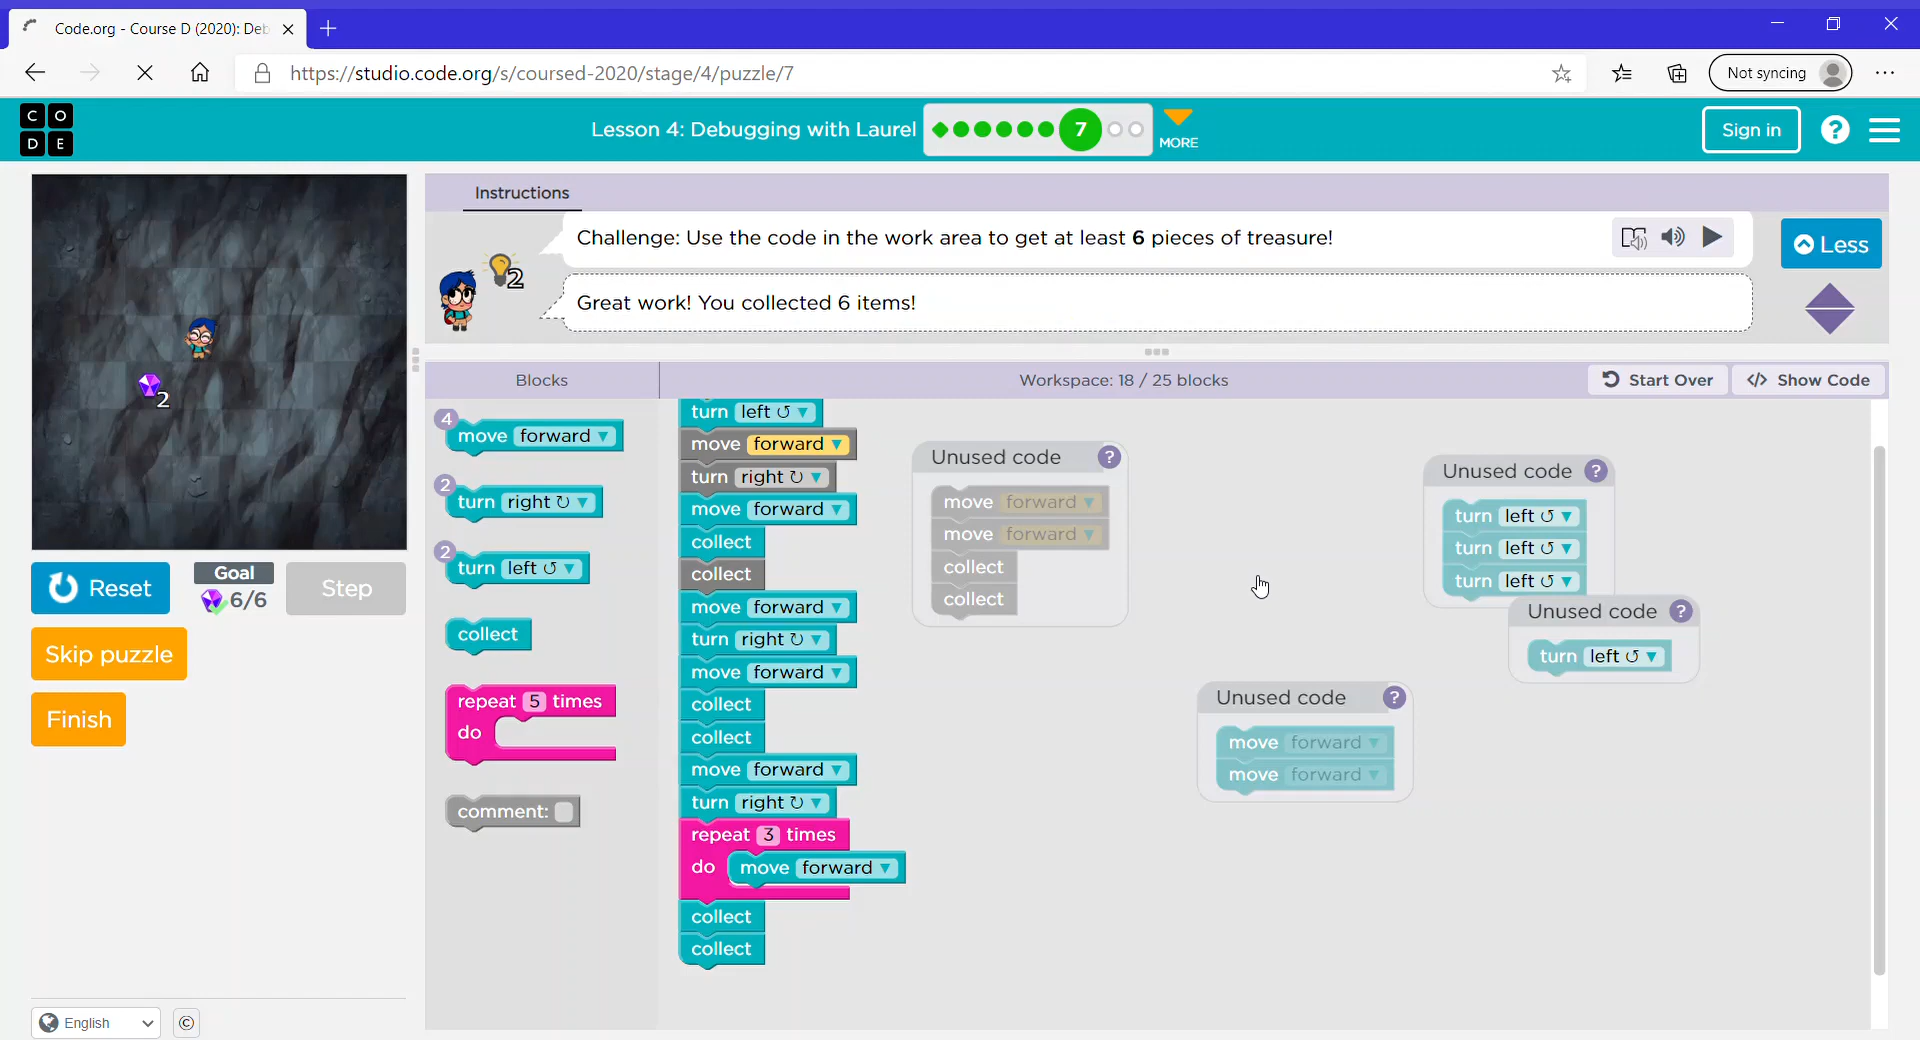 Code.org - Course D (2020): Deb
https://studio.code.org/s/coursed-2020/stage/4/puzzle/7
Not syncing
C O
D E
Lesson 4: Debugging with Laurel
7
MORE
Sign in
?
Instructions
Challenge: Use the code in the work area to get at least 6 pieces of treasure!
Less
2
Great work! You collected 6 items!
2
Reset
Goal
6/6
Step
Skip puzzle
Finish
English
©
Blocks
Workspace: 18 / 25 blocks
Start Over
</> Show Code
4
move forward
2
turn right
2
turn left
collect
repeat 5 times
do
comment:
turn left
move forward
turn right
move forward
collect
collect
move forward
turn right
move forward
collect
collect
move forward
turn right
repeat 3 times
do move forward
collect
collect
Unused code ?
move forward
move forward
collect
collect
Unused code ?
turn left
turn left
turn left
Unused code ?
turn left
Unused code ?
move forward
move forward